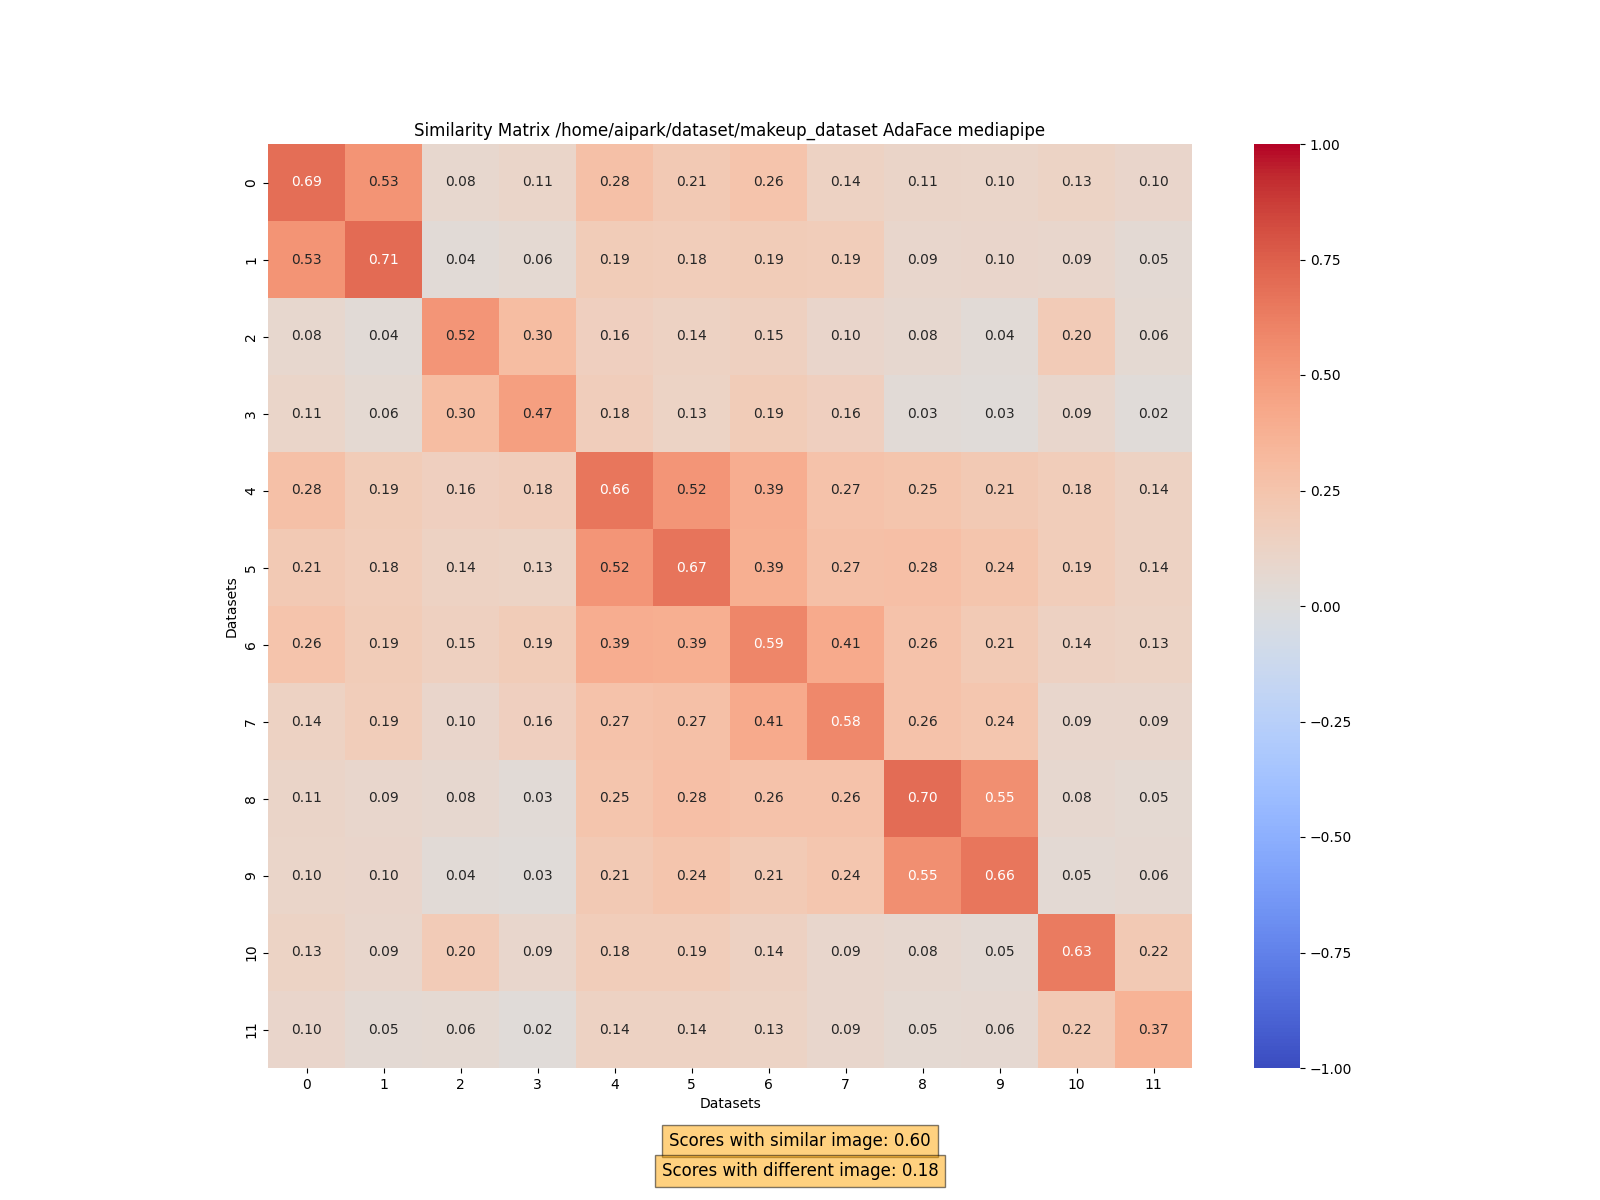 Similarity Matrix /home/aipark/dataset/makeup_dataset AdaFace mediapipe
0 0.69 0.53 0.08 0.11 0.28 0.21 0.26 0.14 0.11 0.10 0.13 0.10
1 0.53 0.71 0.04 0.06 0.19 0.18 0.19 0.19 0.09 0.10 0.09 0.05
2 0.08 0.04 0.52 0.30 0.16 0.14 0.15 0.10 0.08 0.04 0.20 0.06
3 0.11 0.06 0.30 0.47 0.18 0.13 0.19 0.16 0.03 0.03 0.09 0.02
4 0.28 0.19 0.16 0.18 0.66 0.52 0.39 0.27 0.25 0.21 0.18 0.14
5 0.21 0.18 0.14 0.13 0.52 0.67 0.39 0.27 0.28 0.24 0.19 0.14
Datasets
6 0.26 0.19 0.15 0.19 0.39 0.39 0.59 0.41 0.26 0.21 0.14 0.13
7 0.14 0.19 0.10 0.16 0.27 0.27 0.41 0.58 0.26 0.24 0.09 0.09
8 0.11 0.09 0.08 0.03 0.25 0.28 0.26 0.26 0.70 0.55 0.08 0.05
9 0.10 0.10 0.04 0.03 0.21 0.24 0.21 0.24 0.55 0.66 0.05 0.06
10 0.13 0.09 0.20 0.09 0.18 0.19 0.14 0.09 0.08 0.05 0.63 0.22
11 0.10 0.05 0.06 0.02 0.14 0.14 0.13 0.09 0.05 0.06 0.22 0.37
0 1 2 3 4 5 6 7 8 9 10 11
Datasets
1.00
0.75
0.50
0.25
0.00
−0.25
−0.50
−0.75
−1.00
Scores with similar image: 0.60
Scores with different image: 0.18